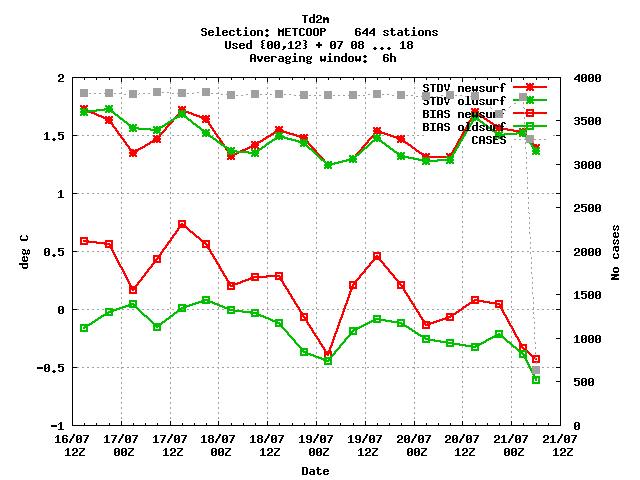 Td2m
Selection: METCOOP 644 stations
Used {00,12} + 07 08 ... 18
Averaging window: 6h
2
1.5
1
0.5
0
-0.5
-1
deg C
4000
3500
3000
2500
2000
1500
1000
500
0
No cases
STDV newsurf
STDV oldsurf
BIAS newsurf
BIAS oldsurf
CASES
16/07 17/07 17/07 18/07 18/07 19/07 19/07 20/07 20/07 21/07 21/07
12Z 00Z 12Z 00Z 12Z 00Z 12Z 00Z 12Z 00Z 12Z
Date